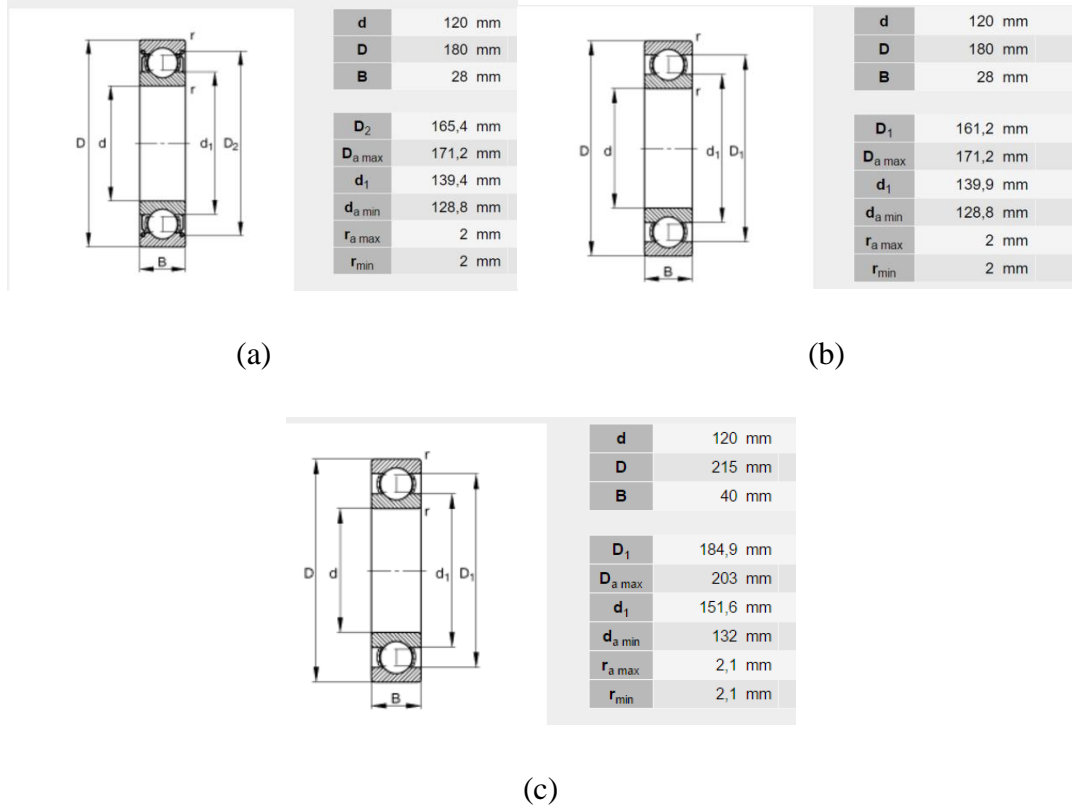 r
r
D
d
d1
D2
B
d 120 mm
D 180 mm
B 28 mm
D2 165,4 mm
Da max 171,2 mm
d1 139,4 mm
da min 128,8 mm
ra max 2 mm
rmin 2 mm
(a)
D
d
d1
D1
B
r
r
d 120 mm
D 180 mm
B 28 mm
D1 161,2 mm
Da max 171,2 mm
d1 139,9 mm
da min 128,8 mm
ra max 2 mm
rmin 2 mm
(b)
r
r
D
d
d1
D1
B
d 120 mm
D 215 mm
B 40 mm
D1 184,9 mm
Da max 203 mm
d1 151,6 mm
da min 132 mm
ra max 2,1 mm
rmin 2,1 mm
(c)